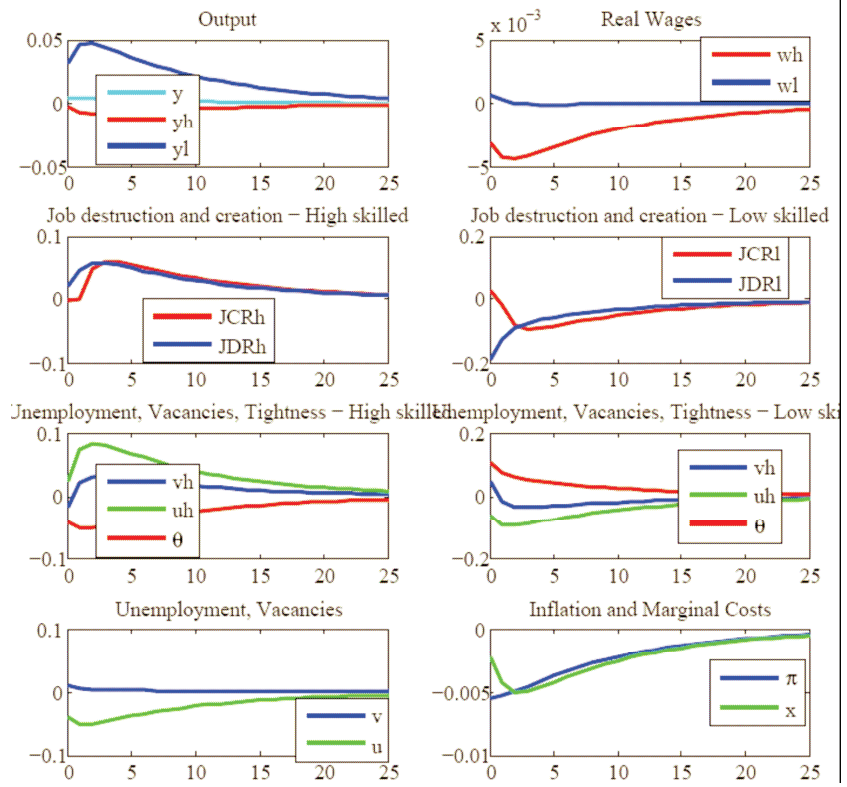 Output
0.05
0
−0.05
0 5 10 15 20 25
y
yh
yl
Real Wages
x 10−3
5
0
−5
0 5 10 15 20 25
wh
wl
Job destruction and creation − High skilled
0.1
0
−0.1
0 5 10 15 20 25
JCRh
JDRh
Job destruction and creation − Low skilled
0.2
0
−0.2
0 5 10 15 20 25
JCRl
JDRl
Unemployment, Vacancies, Tightness − High skilled
0.1
0
−0.1
0 5 10 15 20 25
vh
uh
θ
Unemployment, Vacancies, Tightness − Low ski
0.2
0
−0.2
0 5 10 15 20 25
vh
uh
θ
Unemployment, Vacancies
0.1
0
−0.1
0 5 10 15 20 25
v
u
Inflation and Marginal Costs
0
−0.005
−0.01
0 5 10 15 20 25
π
x